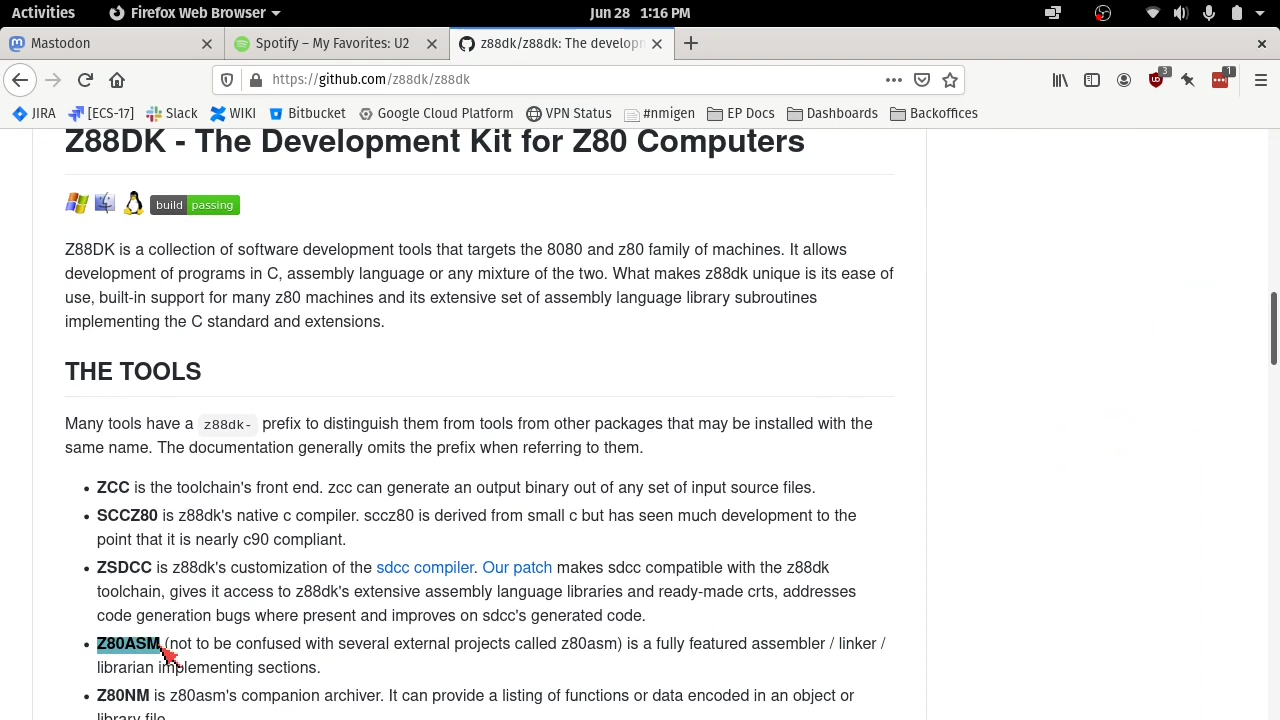 Activities Firefox Web Browser Jun 28 1:16 PM
Mastodon Spotify – My Favorites: U2 z88dk/z88dk: The developm
https://github.com/z88dk/z88dk 3 1
JIRA [ECS-17] Slack WIKI Bitbucket Google Cloud Platform VPN Status #nmigen EP Docs Dashboards Backoffices
Z88DK - The Development Kit for Z80 Computers
build passing
Z88DK is a collection of software development tools that targets the 8080 and z80 family of machines. It allows
development of programs in C, assembly language or any mixture of the two. What makes z88dk unique is its ease of
use, built-in support for many z80 machines and its extensive set of assembly language library subroutines
implementing the C standard and extensions.
THE TOOLS
Many tools have a z88dk- prefix to distinguish them from tools from other packages that may be installed with the
same name. The documentation generally omits the prefix when referring to them.
• ZCC is the toolchain's front end. zcc can generate an output binary out of any set of input source files.
• SCCZ80 is z88dk's native c compiler. sccz80 is derived from small c but has seen much development to the
point that it is nearly c90 compliant.
• ZSDCC is z88dk's customization of the sdcc compiler. Our patch makes sdcc compatible with the z88dk
toolchain, gives it access to z88dk's extensive assembly language libraries and ready-made crts, addresses
code generation bugs where present and improves on sdcc's generated code.
• Z80ASM (not to be confused with several external projects called z80asm) is a fully featured assembler / linker /
librarian implementing sections.
• Z80NM is z80asm's companion archiver. It can provide a listing of functions or data encoded in an object or
library file.